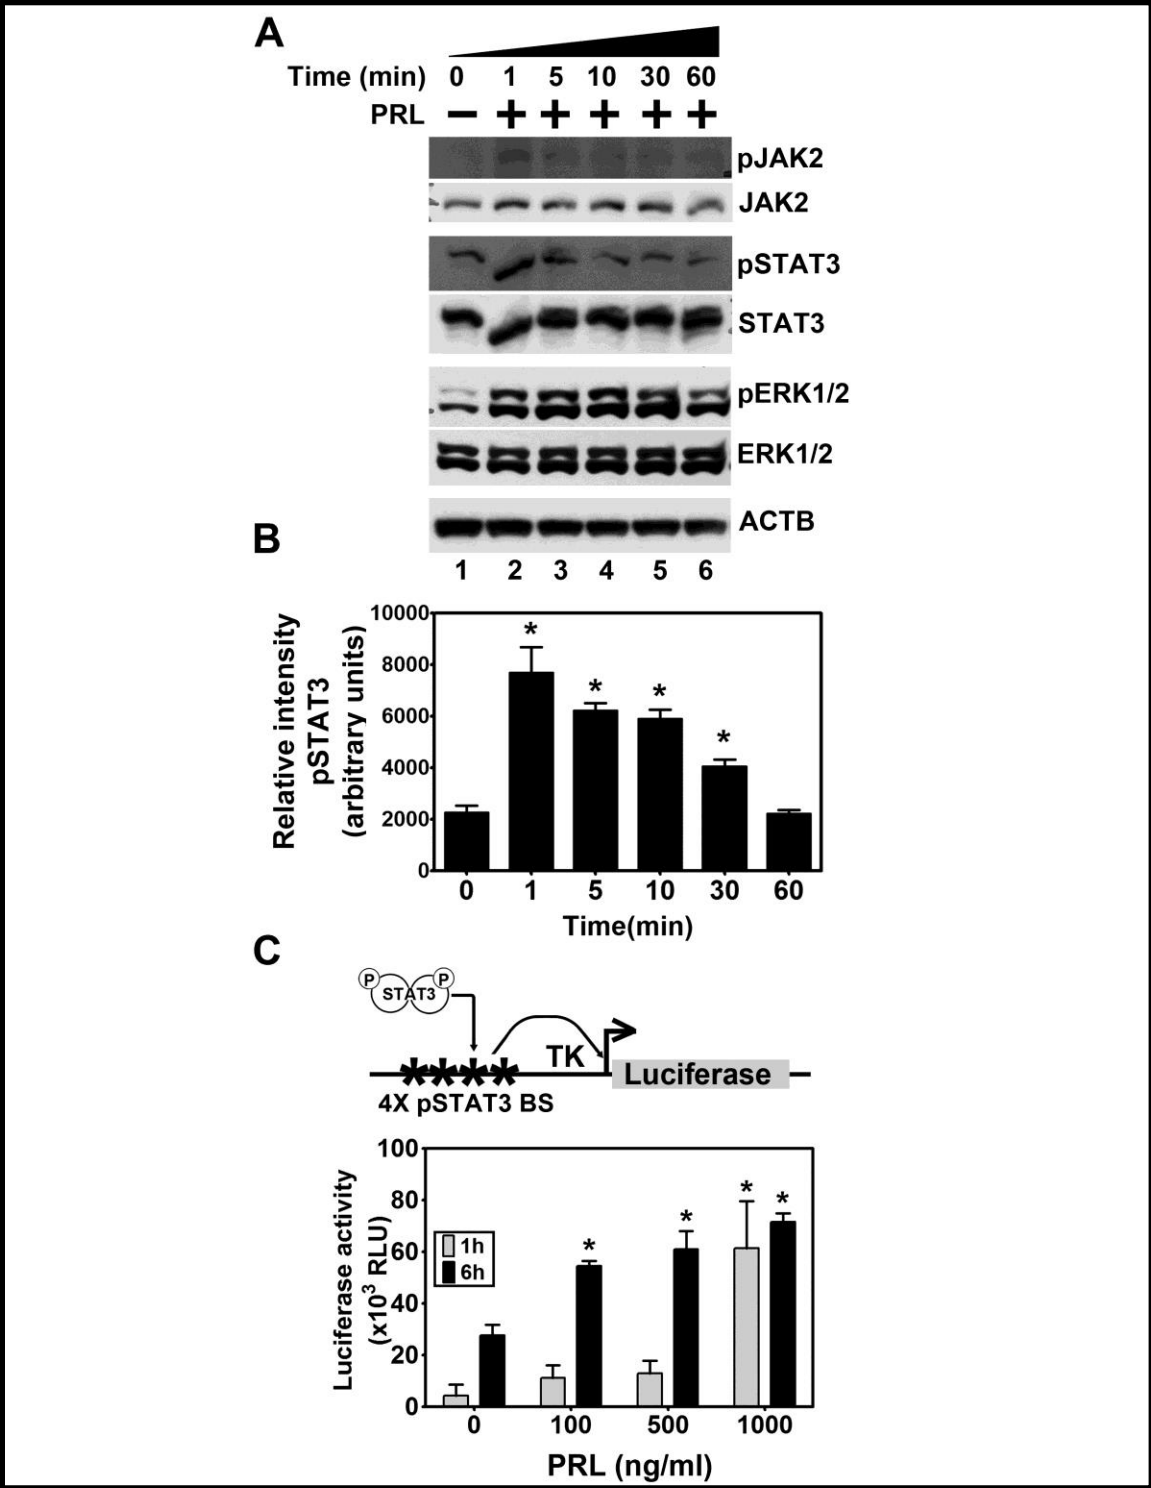 A
Time (min) 0 1 5 10 30 60
PRL − + + + + +
pJAK2
JAK2
pSTAT3
STAT3
pERK1/2
ERK1/2
ACTB
1 2 3 4 5 6
B
Relative intensity
pSTAT3
(arbitrary units)
10000
8000
6000
4000
2000
0
* * * *
0 1 5 10 30 60
Time(min)
C
P P
STAT3
TK
Luciferase
4X pSTAT3 BS
Luciferase activity
(x10³ RLU)
100
80
60
40
20
0
1h
6h
* * * *
0 100 500 1000
PRL (ng/ml)